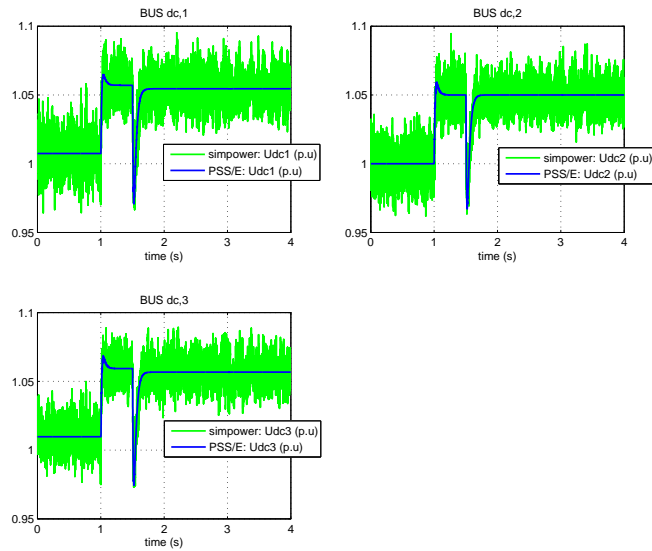 BUS dc,1
1.1
1.05
1
0.95
0
1
2
3
4
time (s)
simpower: Udc1 (p.u)
PSS/E: Udc1 (p.u)
BUS dc,2
1.1
1.05
1
0.95
0
1
2
3
4
time (s)
simpower: Udc2 (p.u)
PSS/E: Udc2 (p.u)
BUS dc,3
1.1
1.05
1
0.95
0
1
2
3
4
time (s)
simpower: Udc3 (p.u)
PSS/E: Udc3 (p.u)